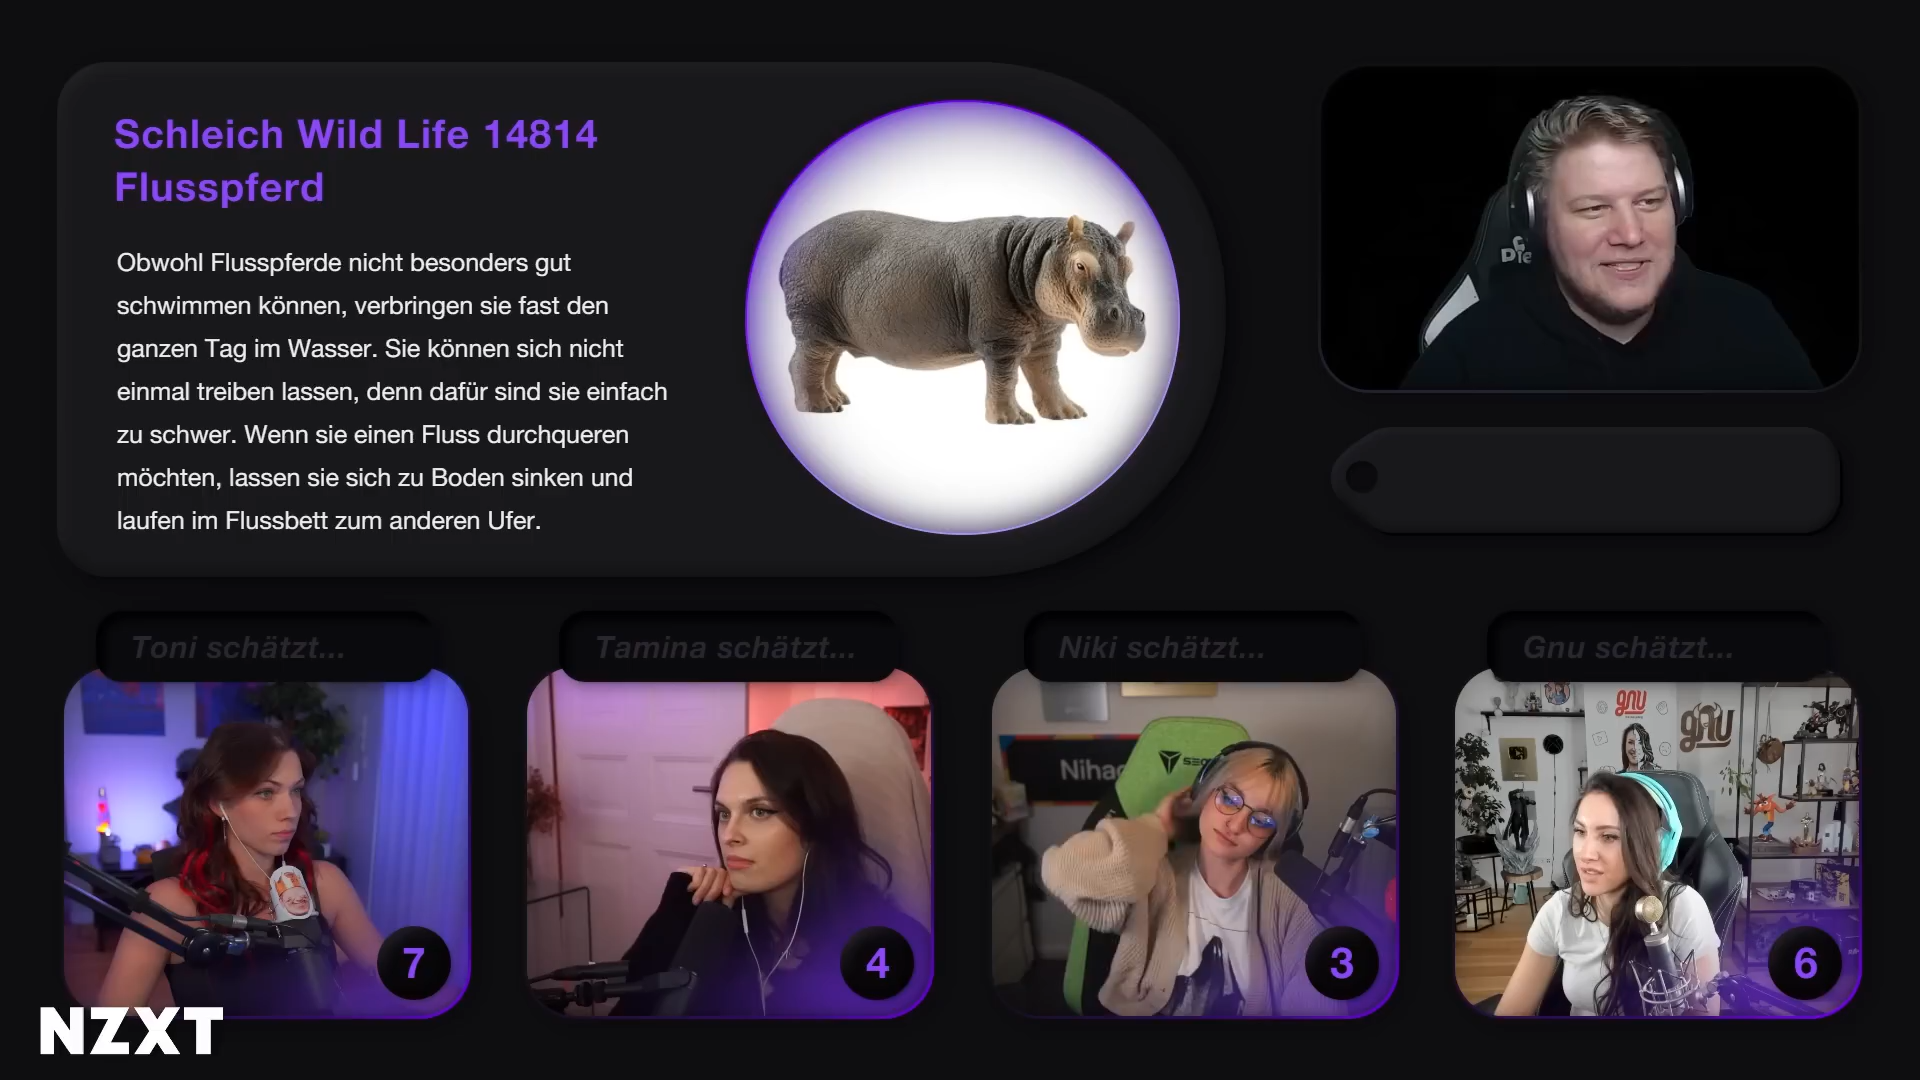 Schleich Wild Life 14814
Flusspferd
Obwohl Flusspferde nicht besonders gut
schwimmen können, verbringen sie fast den
ganzen Tag im Wasser. Sie können sich nicht
einmal treiben lassen, denn dafür sind sie einfach
zu schwer. Wenn sie einen Fluss durchqueren
möchten, lassen sie sich zu Boden sinken und
laufen im Flussbett zum anderen Ufer.
Toni schätzt...
Tamina schätzt...
Niki schätzt...
Gnu schätzt...
gnu
gnu
7
4
3
6
NZXT